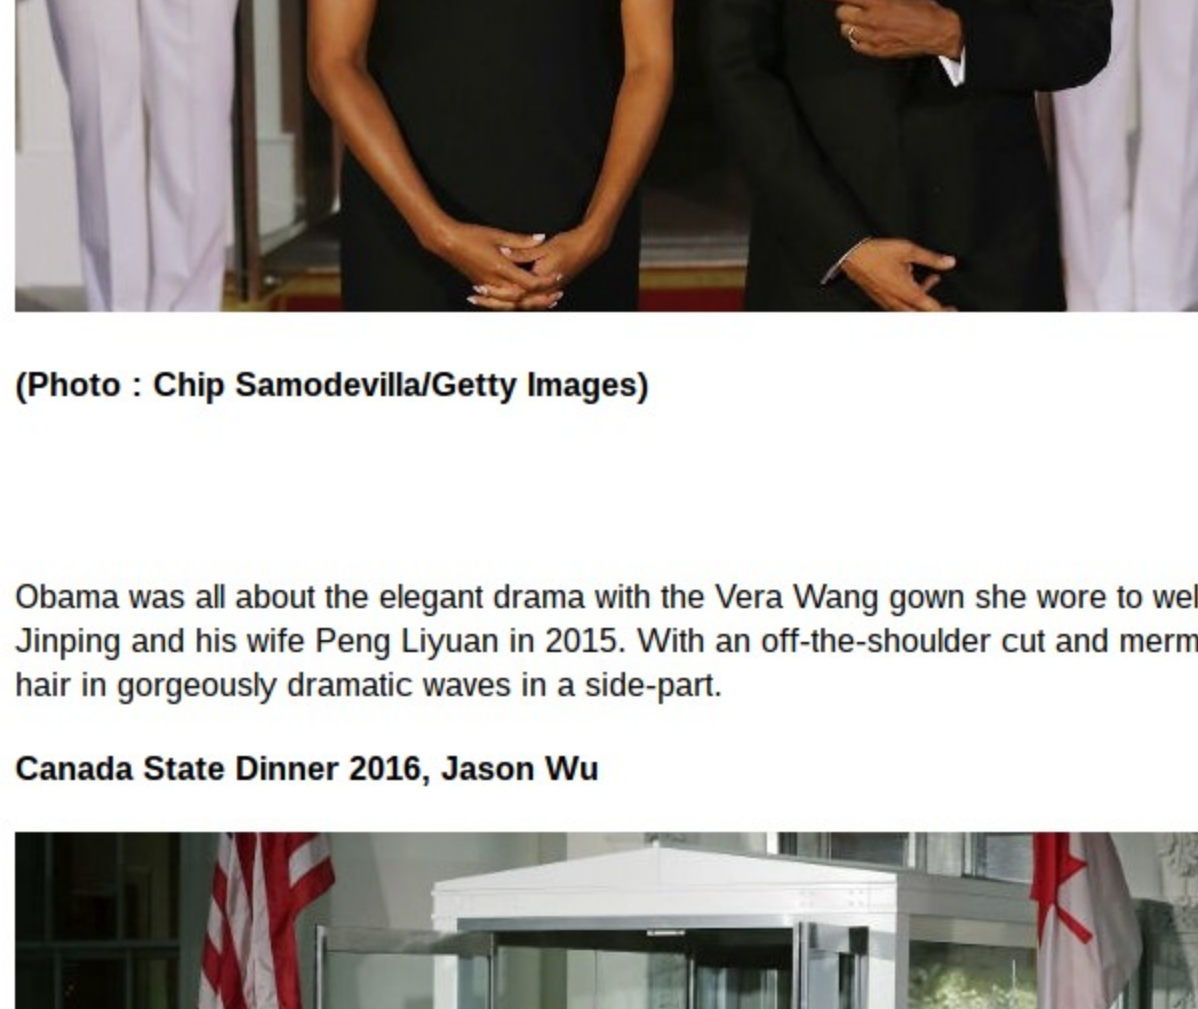 (Photo : Chip Samodevilla/Getty Images)
Obama was all about the elegant drama with the Vera Wang gown she wore to wel
Jinping and his wife Peng Liyuan in 2015. With an off-the-shoulder cut and merm
hair in gorgeously dramatic waves in a side-part.
Canada State Dinner 2016, Jason Wu